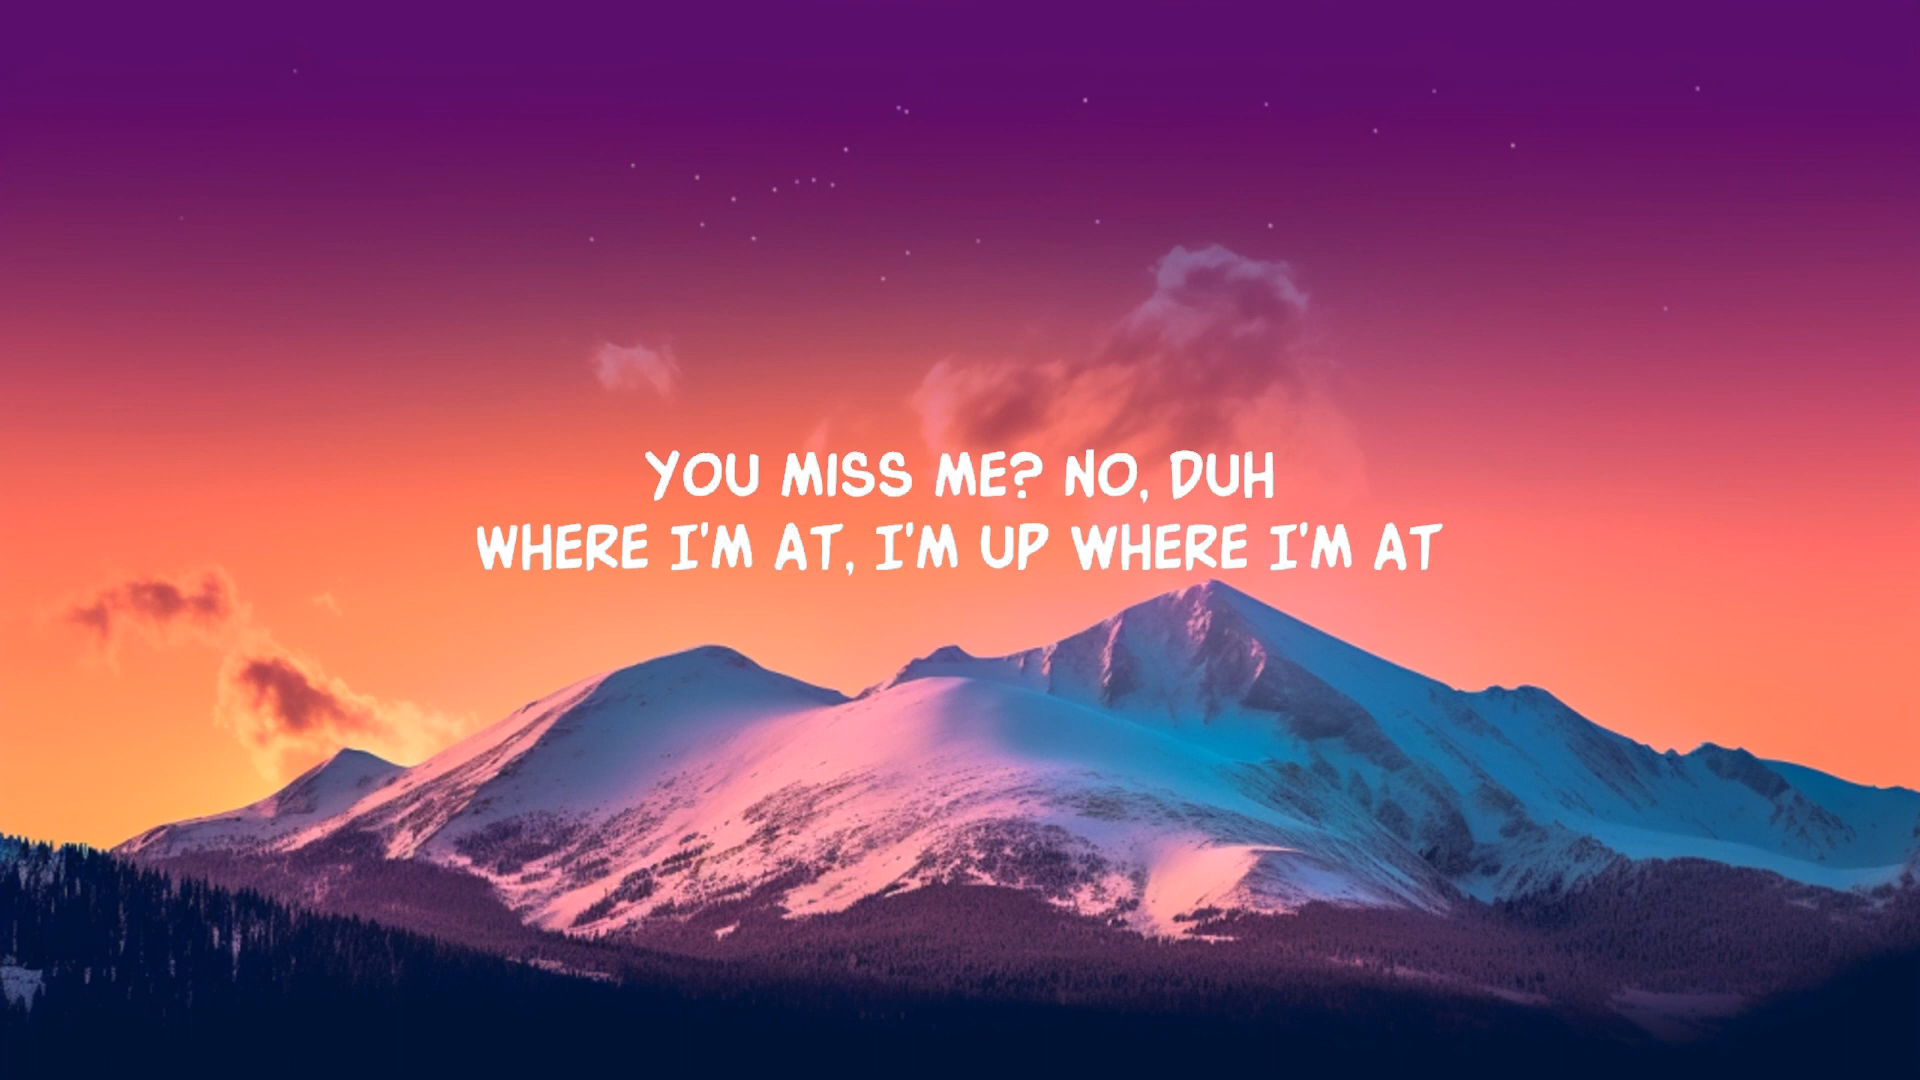 YOU MISS ME? NO, DUH
WHERE I'M AT, I'M UP WHERE I'M AT